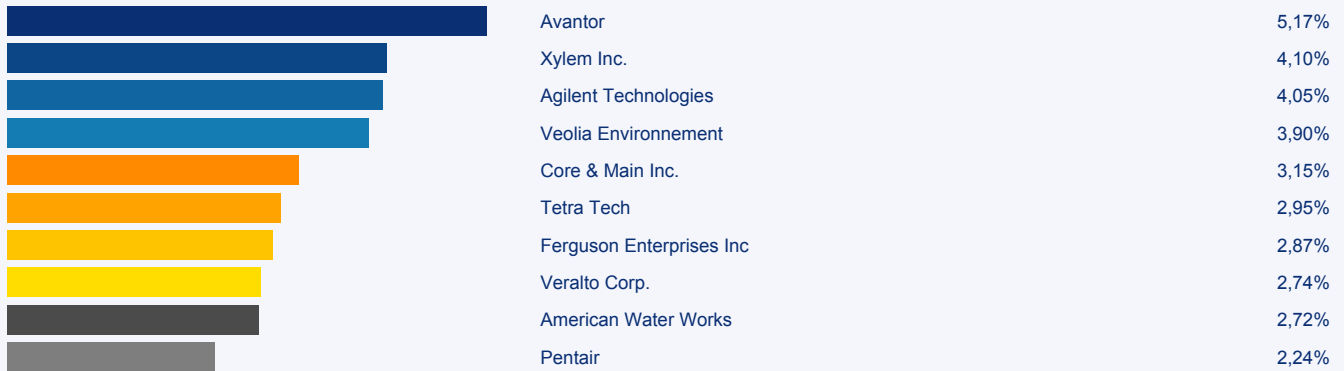 Avantor 5,17%
Xylem Inc. 4,10%
Agilent Technologies 4,05%
Veolia Environnement 3,90%
Core & Main Inc. 3,15%
Tetra Tech 2,95%
Ferguson Enterprises Inc 2,87%
Veralto Corp. 2,74%
American Water Works 2,72%
Pentair 2,24%